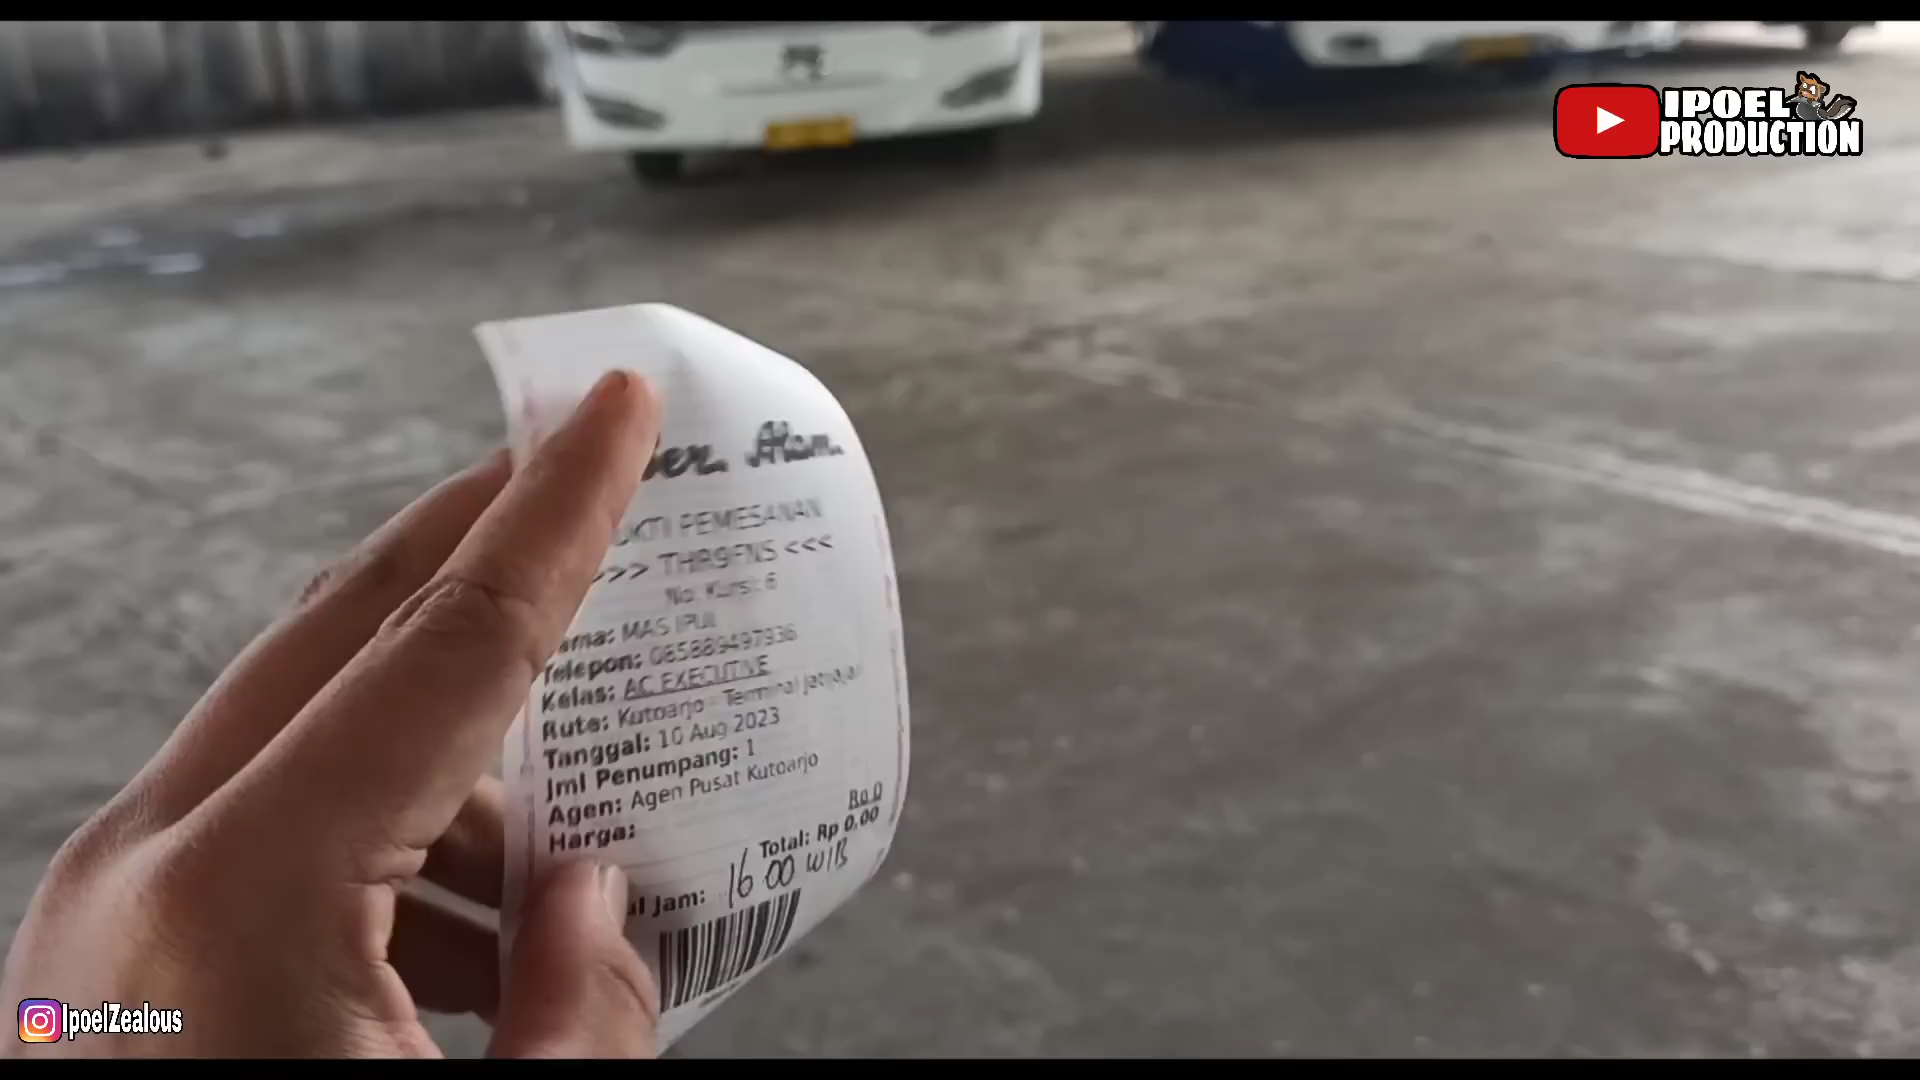 IPOEL
PRODUCTION
Alam.
PEMESANAN
>>> THR9FNS <<<
No. Kursi: 6
MAS IPUL
Telepon: 085889497936
Kelas: AC EXECUTIVE
Rute: Kutoarjo - Terminal Jatijajar
Tanggal: 10 Aug 2023
Jml Penumpang: 1
Agen: Agen Pusat Kutoarjo
Harga:
Rp 0
Total: Rp 0,00
Jam: 16 00 WIB
IpoelZealous